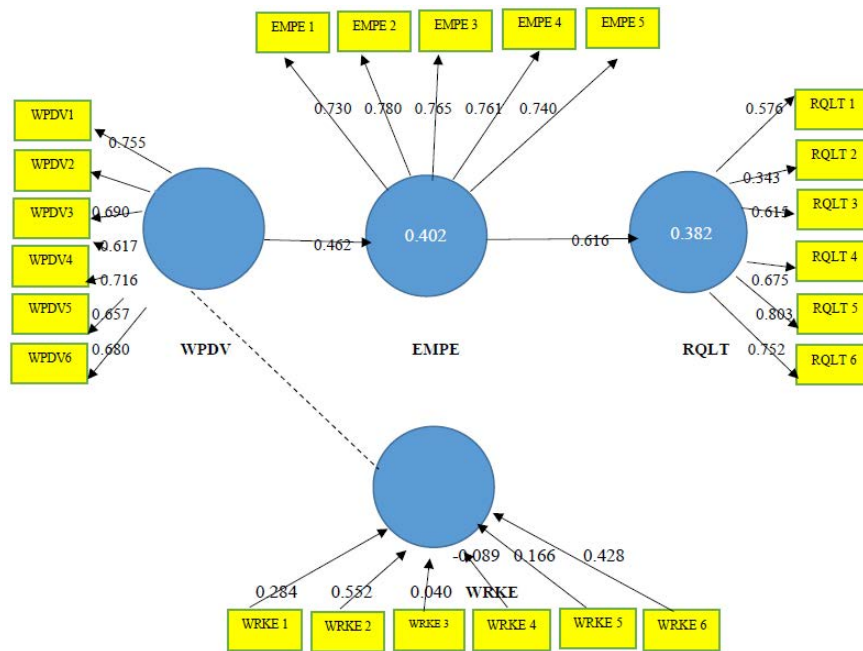 EMPE 1
EMPE 2
EMPE 3
EMPE 4
EMPE 5
0.730
0.780
0.765
0.761
0.740
WPDV1
WPDV2
WPDV3
WPDV4
WPDV5
WPDV6
0.755
0.690
0.617
0.716
0.657
0.680
RQLT 1
RQLT 2
RQLT 3
RQLT 4
RQLT 5
RQLT 6
0.576
0.343
0.615
0.675
0.803
0.752
0.462
0.402
0.616
0.382
WPDV
EMPE
RQLT
-0.089
0.166
0.428
0.284
0.552
0.040
WRKE
WRKE 1
WRKE 2
WRKE 3
WRKE 4
WRKE 5
WRKE 6